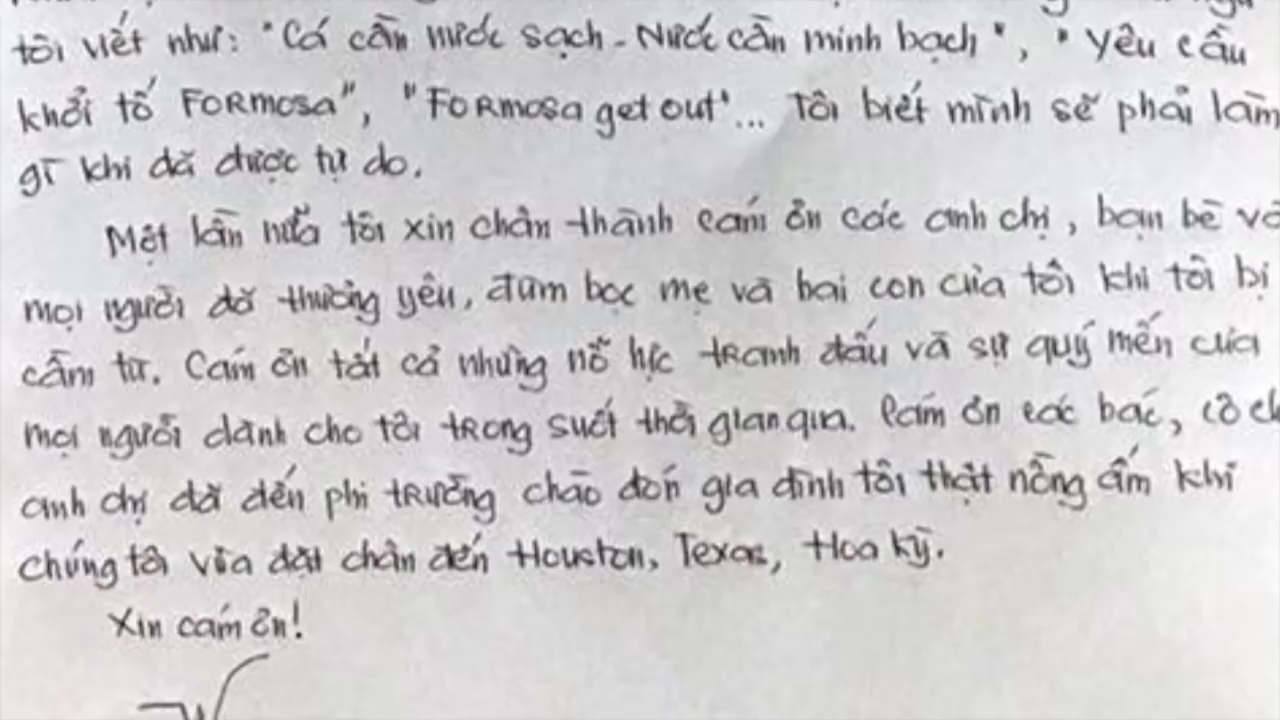 tôi viết như: "Cá cần nước sạch - Nước cần minh bạch", "Yêu cầu
khởi tố FORMOSA", "FORMOSA get out"... Tôi biết mình sẽ phải làm
gì khi đã được tự do.
Một lần nữa tôi xin chân thành cám ơn các anh chị, bạn bè và
mọi người đã thương yêu, đùm bọc mẹ và hai con của tôi khi tôi bị
cầm tù. Cám ơn tất cả những nỗ lực tranh đấu và sự quý mến của
mọi người dành cho tôi trong suốt thời gian qua. Cám ơn các bác, cô
anh chị đã đến phi trường chào đón gia đình tôi thật nồng ấm khi
chúng tôi vừa đặt chân đến Houston, Texas, Hoa Kỳ.
Xin cám ơn!